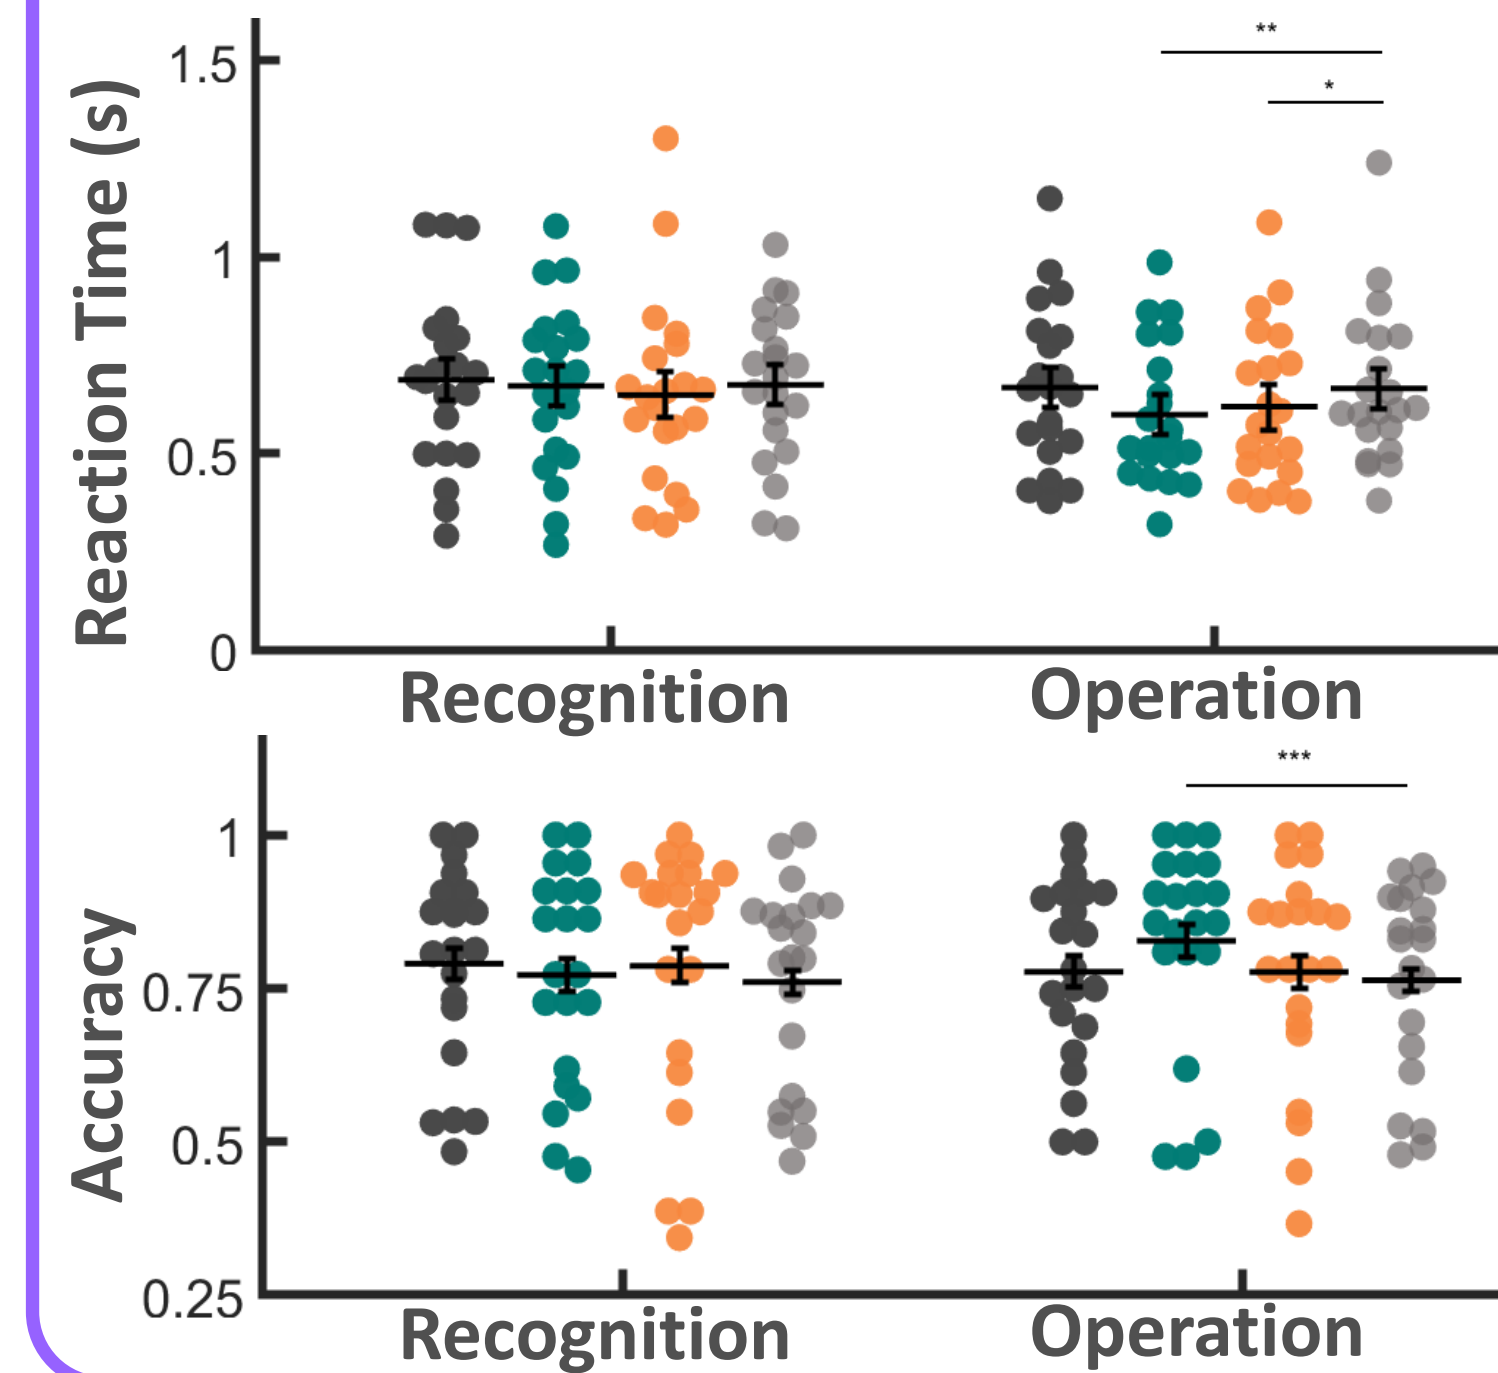 Reaction Time (s)
1.5
1
0.5
0
**
*
Recognition
Operation
Accuracy
1
0.75
0.5
0.25
***
Recognition
Operation